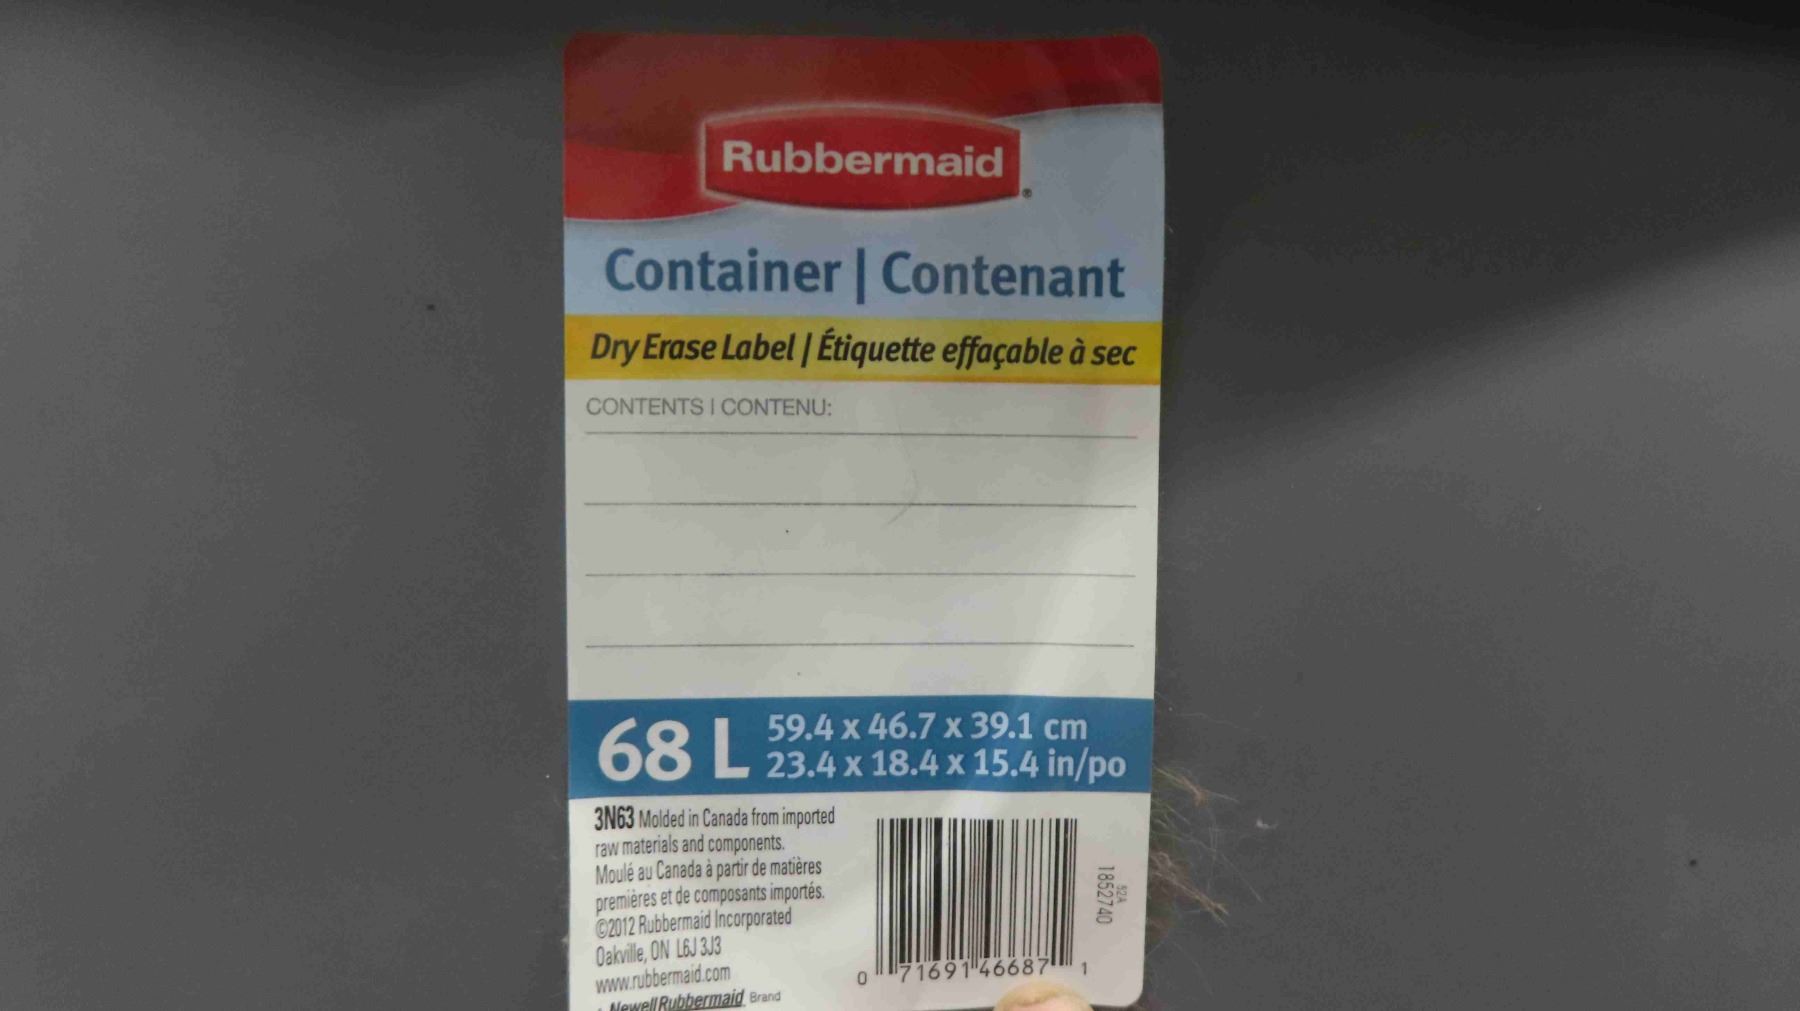 Rubbermaid®
Container | Contenant
Dry Erase Label | Étiquette effaçable à sec
CONTENTS | CONTENU:
68 L
59.4 x 46.7 x 39.1 cm
23.4 x 18.4 x 15.4 in/po
3N63 Molded in Canada from imported
raw materials and components.
Moulé au Canada à partir de matières
premières et de composants importés.
©2012 Rubbermaid Incorporated
Oakville, ON L6J 3J3
www.rubbermaid.com
Newell Rubbermaid Brand
0 71691 46687 1
1852740
82A